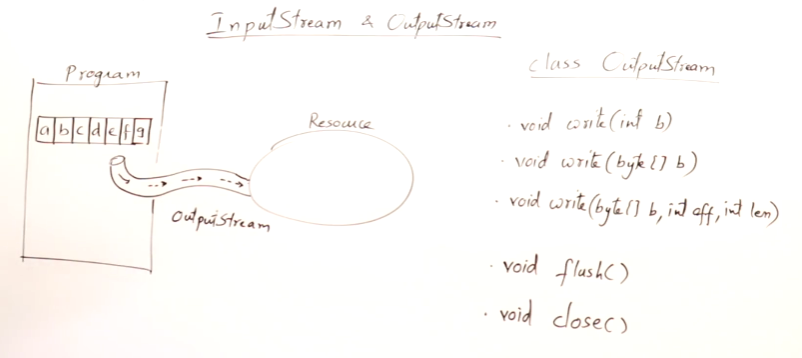 InputStream & OutputStream
Program
a b c d e f g
Resource
OutputStream
class OutputStream
· void write(int b)
· void write(byte[] b)
· void write(byte[] b, int off, int len)
· void flush()
· void close()